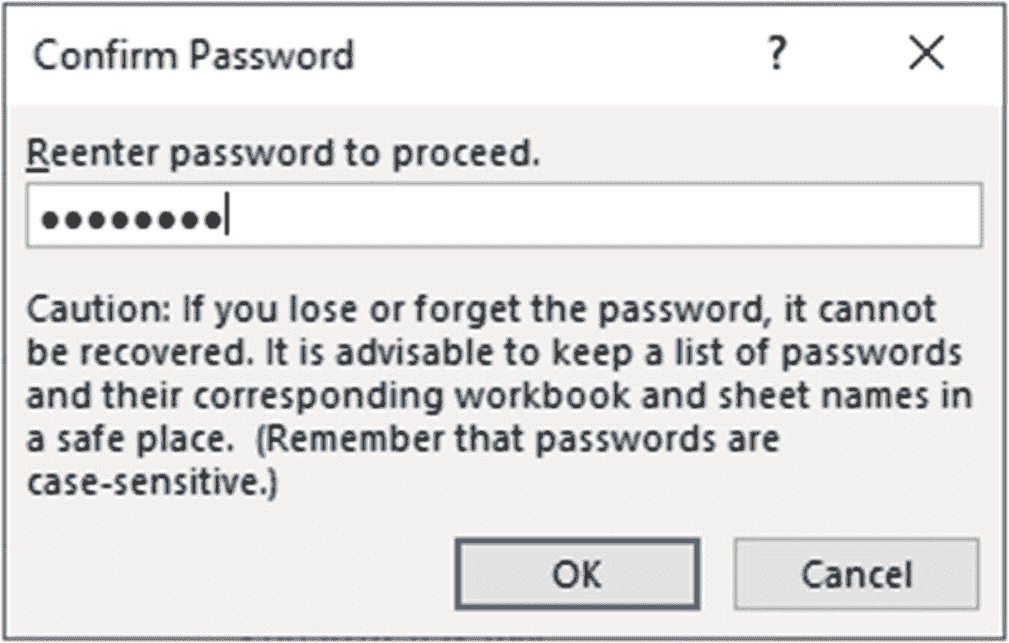 Confirm Password ? X
Reenter password to proceed.
●●●●●●●●
Caution: If you lose or forget the password, it cannot
be recovered. It is advisable to keep a list of passwords
and their corresponding workbook and sheet names in
a safe place.  (Remember that passwords are
case-sensitive.)
OK Cancel